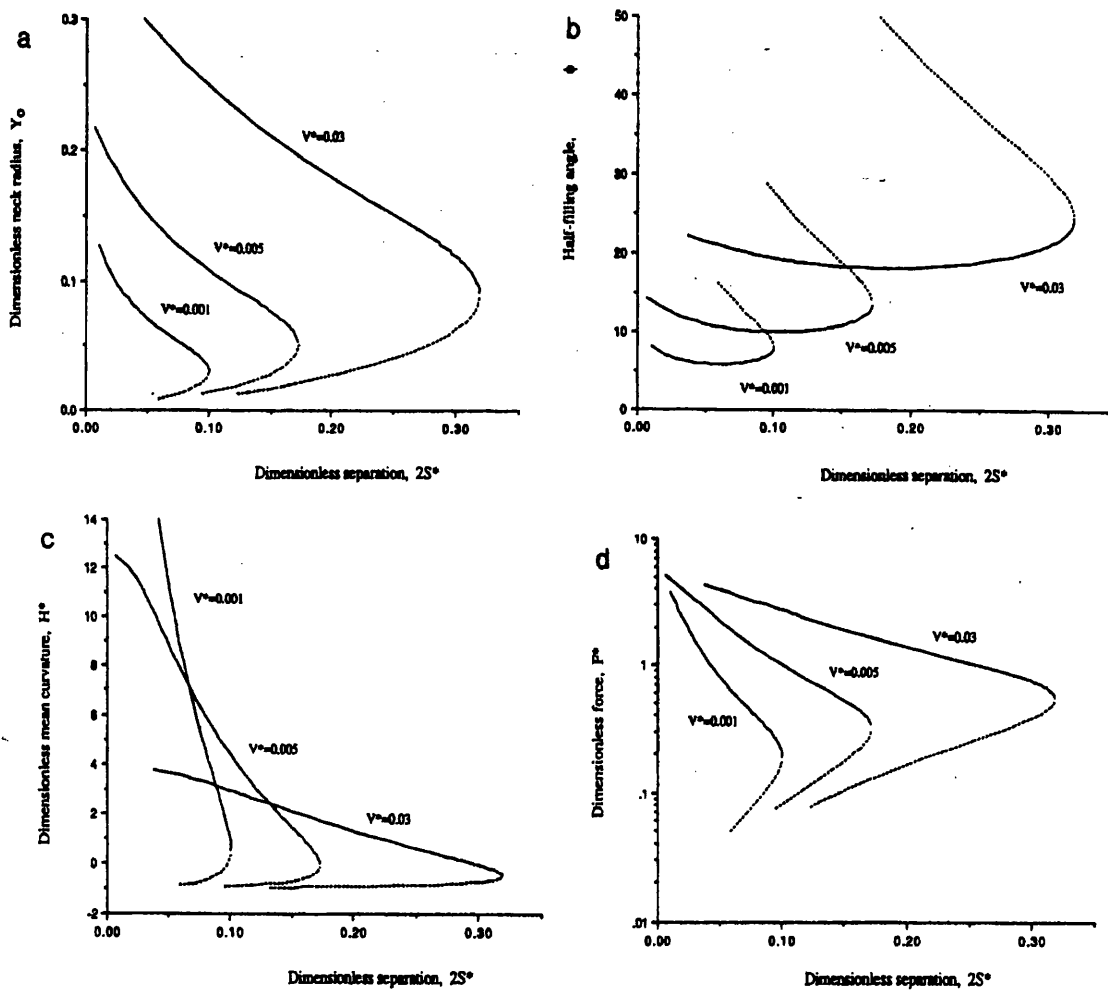 a
0.3
0.2
0.1
0.0
0.00
0.10
0.20
0.30
V*=0.03
V*=0.005
V*=0.001
Dimensionless neck radius, Yo
Dimensionless separation, 2S*
b
50
40
30
20
10
0
0.00
0.10
0.20
0.30
V*=0.03
V*=0.005
V*=0.001
Half-filling angle, ϕ
Dimensionless separation, 2S*
c
14
12
10
8
6
4
2
0
-2
0.00
0.10
0.20
0.30
V*=0.001
V*=0.005
V*=0.03
Dimensionless mean curvature, H*
Dimensionless separation, 2S*
d
10
1
.1
.01
0.00
0.10
0.20
0.30
V*=0.03
V*=0.005
V*=0.001
Dimensionless force, F*
Dimensionless separation, 2S*